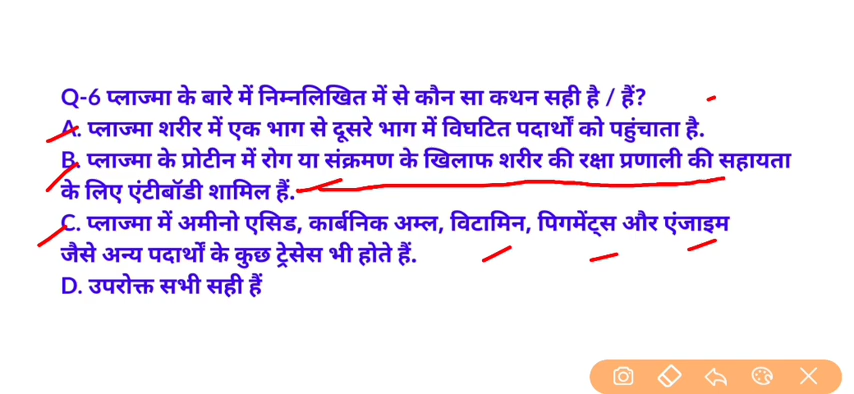 Q-6 प्लाज्मा के बारे में निम्नलिखित में से कौन सा कथन सही है / हैं?
A. प्लाज्मा शरीर में एक भाग से दूसरे भाग में विघटित पदार्थों को पहुंचाता है.
B. प्लाज्मा के प्रोटीन में रोग या संक्रमण के खिलाफ शरीर की रक्षा प्रणाली की सहायता
के लिए एंटीबॉडी शामिल हैं.
C. प्लाज्मा में अमीनो एसिड, कार्बनिक अम्ल, विटामिन, पिगमेंट्स और एंजाइम
जैसे अन्य पदार्थों के कुछ ट्रेसेस भी होते हैं.
D. उपरोक्त सभी सही हैं